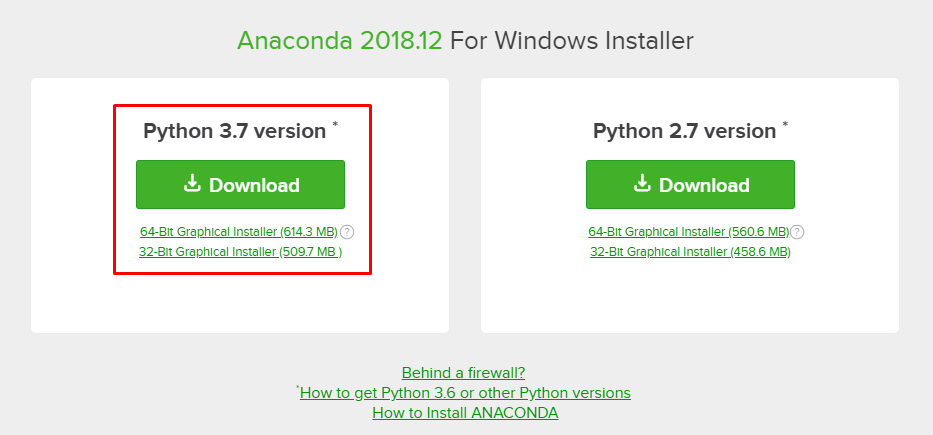 Anaconda 2018.12 For Windows Installer
Python 3.7 version *
Download
64-Bit Graphical Installer (614.3 MB) ?
32-Bit Graphical Installer (509.7 MB )
Python 2.7 version *
Download
64-Bit Graphical Installer (560.6 MB) ?
32-Bit Graphical Installer (458.6 MB)
Behind a firewall?
*How to get Python 3.6 or other Python versions
How to Install ANACONDA